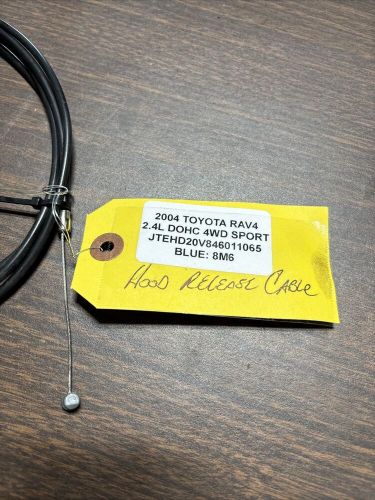 2004 TOYOTA RAV4
2.4L DOHC 4WD SPORT
JTEHD20V846011065
BLUE: 8M6
HOOD RELEASE CABLE